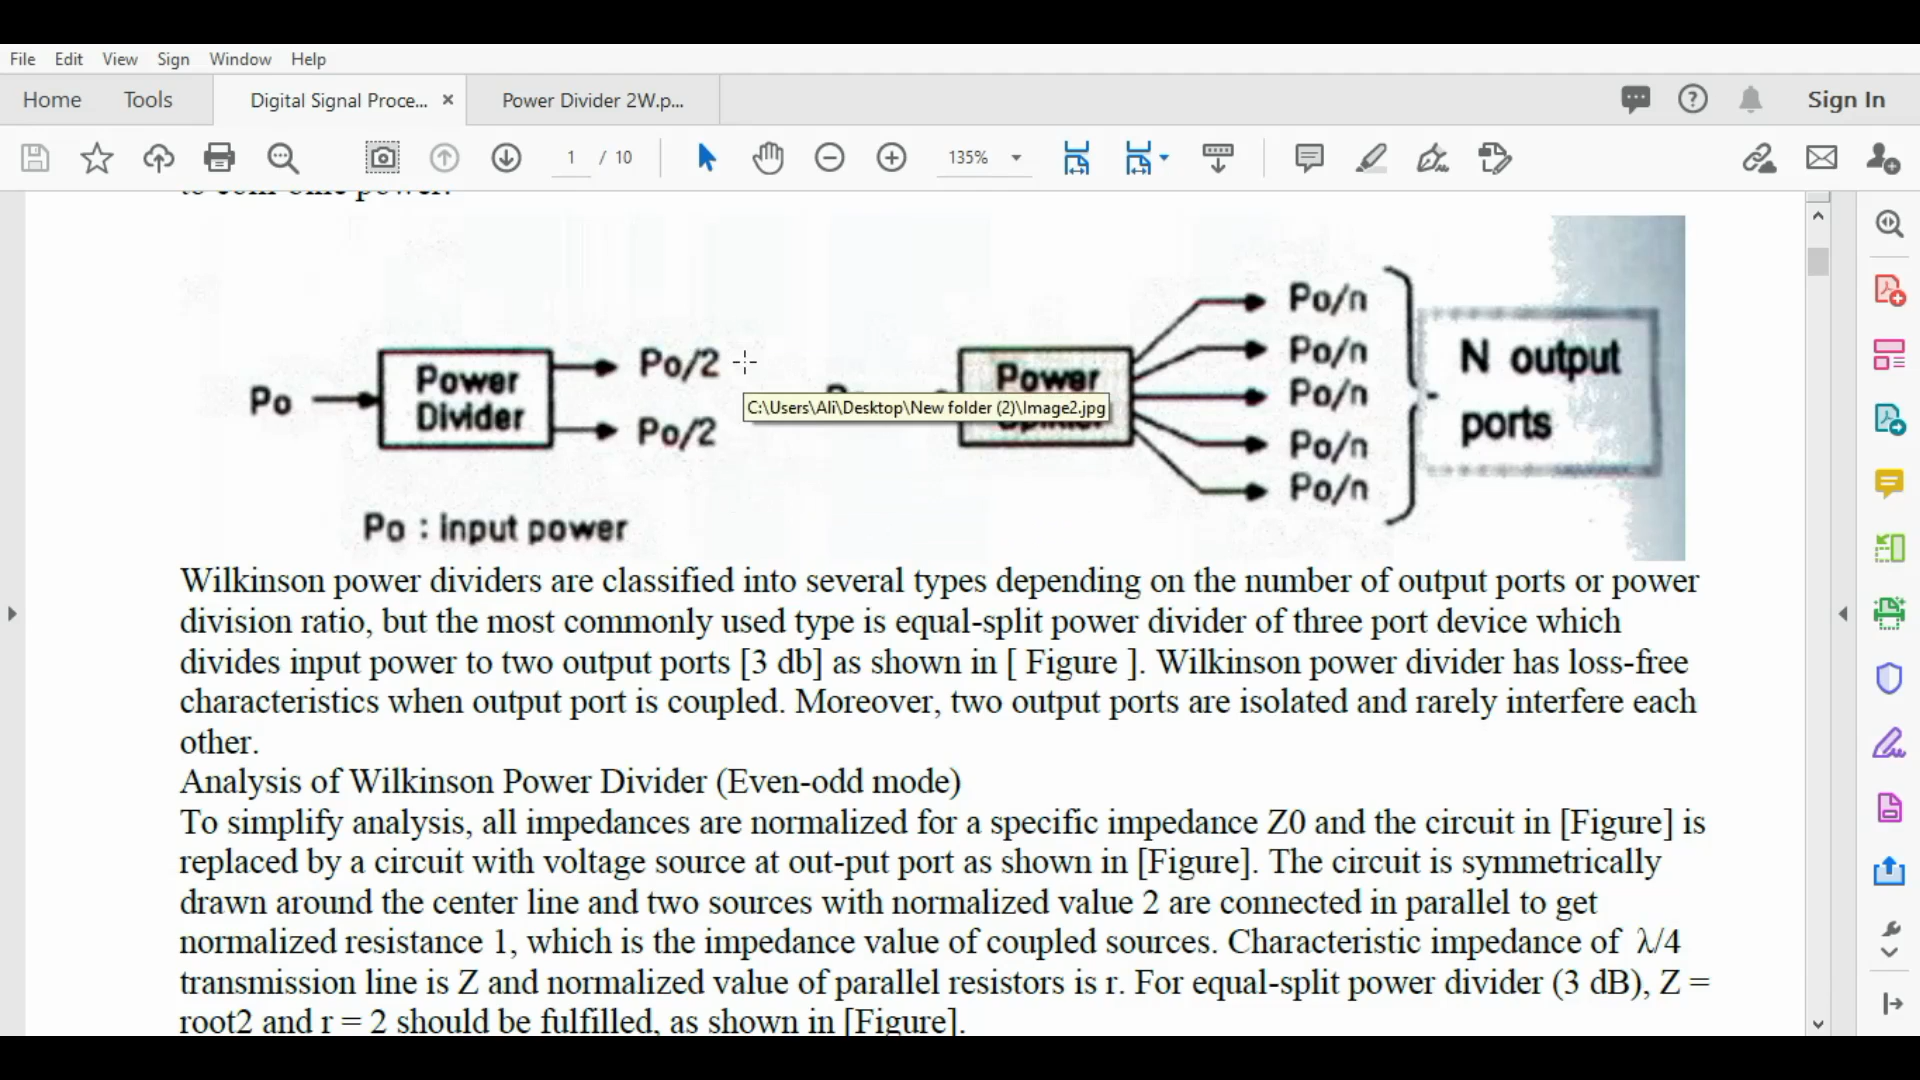 File Edit View Sign Window Help
Home Tools Digital Signal Proce... Power Divider 2W.p... Sign In
1 / 10 135%
Po/n
Po/n
Po/2 Power N output
Po Power Divider Po/n ports
C:\Users\Ali\Desktop\New folder (2)\Image2.jpg
Po/2 Po/n
Po/n
Po : input power
Wilkinson power dividers are classified into several types depending on the number of output ports or power
division ratio, but the most commonly used type is equal-split power divider of three port device which
divides input power to two output ports [3 db] as shown in [ Figure ]. Wilkinson power divider has loss-free
characteristics when output port is coupled. Moreover, two output ports are isolated and rarely interfere each
other.
Analysis of Wilkinson Power Divider (Even-odd mode)
To simplify analysis, all impedances are normalized for a specific impedance Z0 and the circuit in [Figure] is
replaced by a circuit with voltage source at out-put port as shown in [Figure]. The circuit is symmetrically
drawn around the center line and two sources with normalized value 2 are connected in parallel to get
normalized resistance 1, which is the impedance value of coupled sources. Characteristic impedance of λ/4
transmission line is Z and normalized value of parallel resistors is r. For equal-split power divider (3 dB), Z =
root2 and r = 2 should be fulfilled, as shown in [Figure].